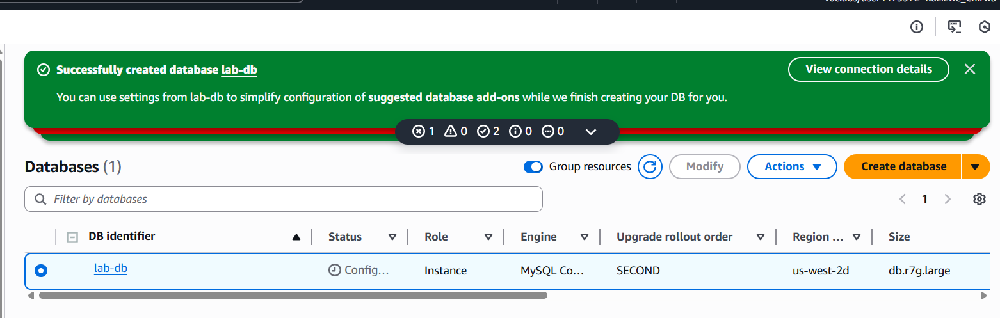 Successfully created database lab-db
View connection details
You can use settings from lab-db to simplify configuration of suggested database add-ons while we finish creating your DB for you.
1 0 2 0 0
Databases (1)
Group resources
Modify
Actions
Create database
Filter by databases
1
DB identifier Status Role Engine Upgrade rollout order Region ... Size
lab-db Config... Instance MySQL Co... SECOND us-west-2d db.r7g.large